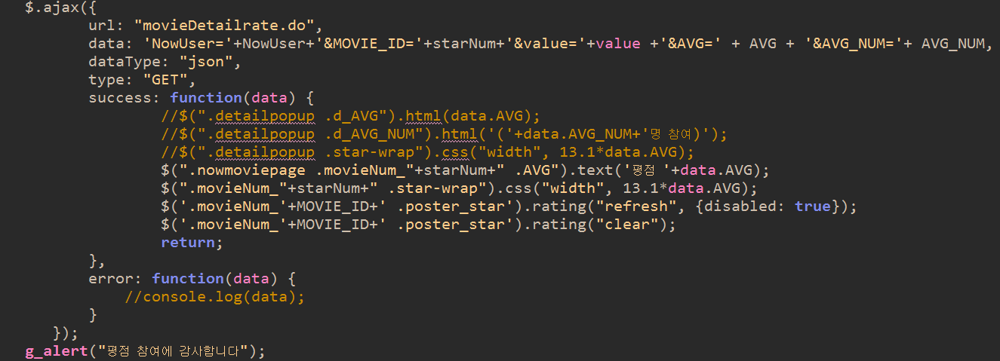 $.ajax({
url: "movieDetailrate.do",
data: 'NowUser='+NowUser+'&MOVIE_ID='+starNum+'&value='+value +'&AVG=' + AVG + '&AVG_NUM='+ AVG_NUM,
dataType: "json",
type: "GET",
success: function(data) {
//$(".detailpopup .d_AVG").html(data.AVG);
//$(".detailpopup .d_AVG_NUM").html('('+data.AVG_NUM+'명 참여)');
//$(".detailpopup .star-wrap").css("width", 13.1*data.AVG);
$(".nowmoviepage .movieNum_"+starNum+" .AVG").text('평점 '+data.AVG);
$(".movieNum_"+starNum+" .star-wrap").css("width", 13.1*data.AVG);
$('.movieNum_'+MOVIE_ID+' .poster_star').rating("refresh", {disabled: true});
$('.movieNum_'+MOVIE_ID+' .poster_star').rating("clear");
return;
},
error: function(data) {
//console.log(data);
}
});
g_alert("평점 참여에 감사합니다");